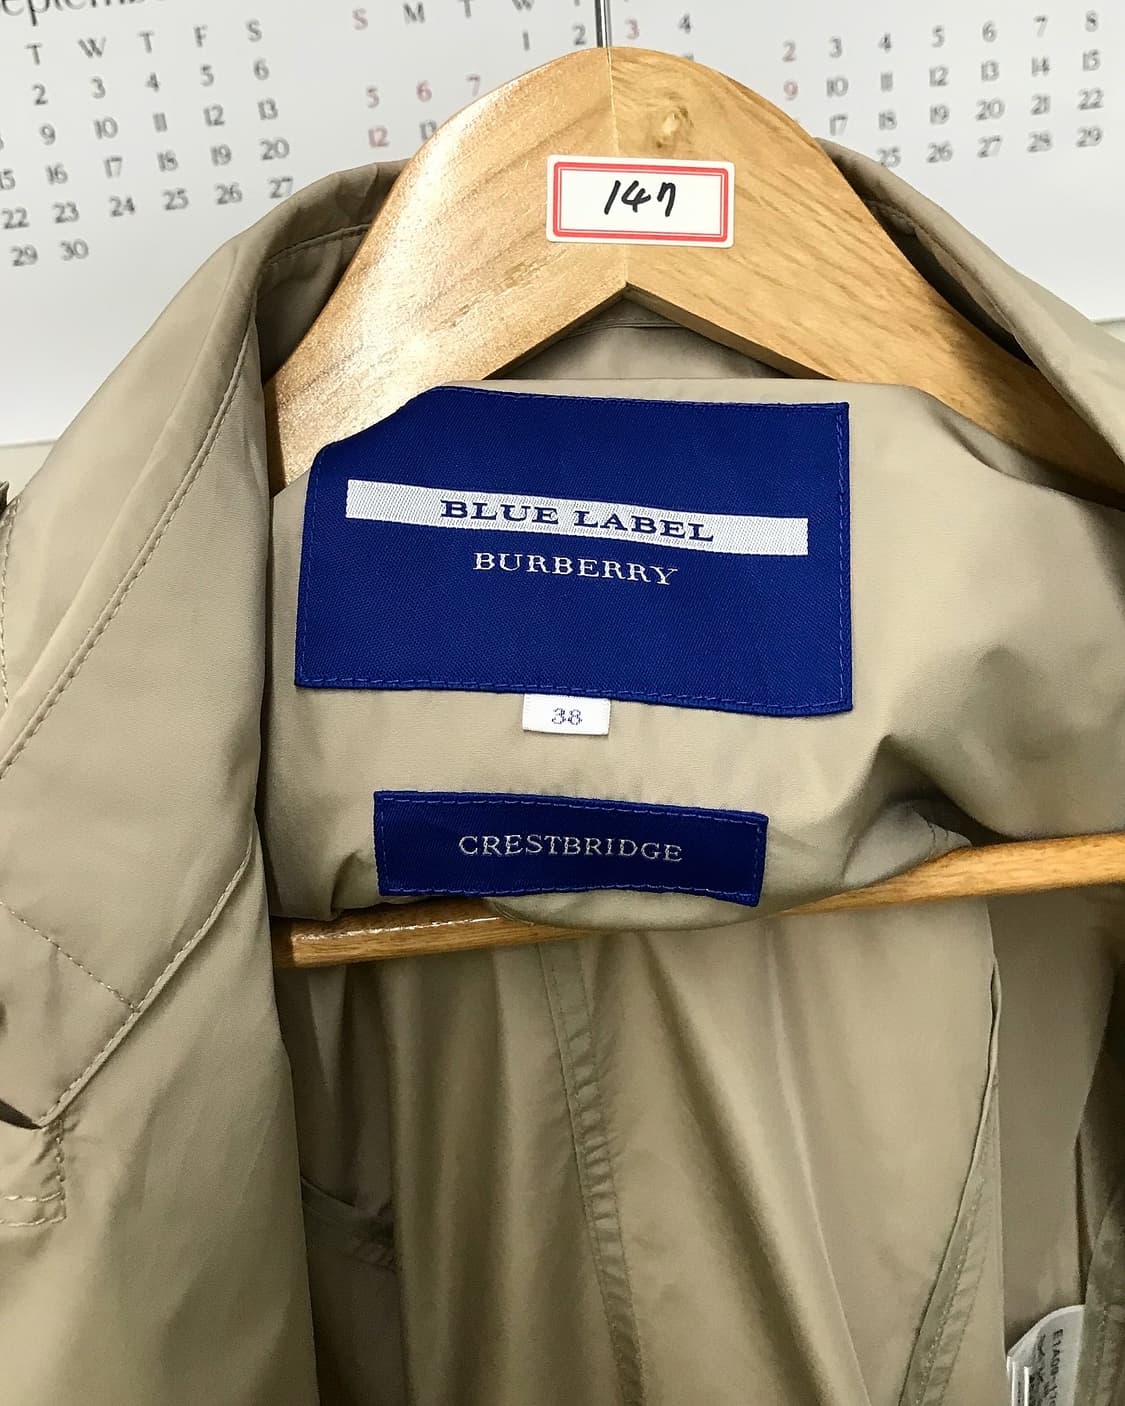 T W T F S
2 3 4 5 6
9 10 11 12 13
15 16 17 18 19 20
22 23 24 25 26 27
29 30
S M T W
1 2 3 4
5 6 7
12
2 3 4 5 6 7 8
9 10 11 12 13 14 15
17 18 19 20 21 22
25 26 27 28 29
147
BLUE LABEL
BURBERRY
38
CRESTBRIDGE